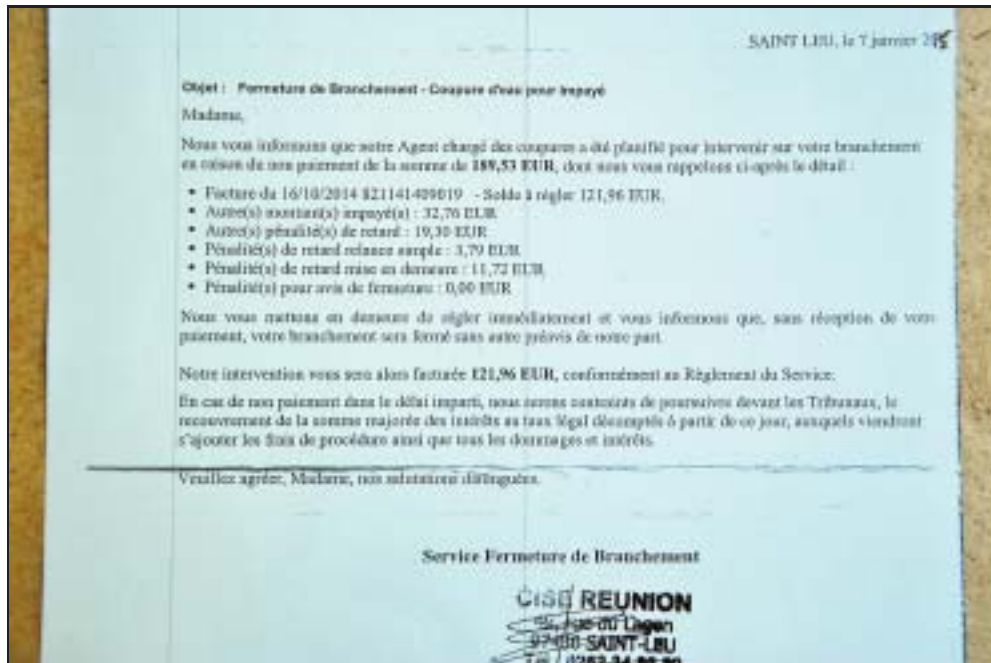 SAINT LEU, le 7 janvier 2015
Objet : Fermeture de Branchement - Coupure d'eau pour Impayé
Madame,
Nous vous informons que notre Agent chargé des coupures a été planifié pour intervenir sur votre branchement
en raison de non paiement de la somme de 189,53 EUR, dont nous vous rappelons ci-après le détail :
• Facture du 16/10/2014 821141409019 - Solde à régler 121,96 EUR.
• Autre(s) montant(s) impayé(s) : 32,76 EUR
• Autre(s) pénalité(s) de retard : 19,30 EUR
• Pénalité(s) de retard relance simple : 3,79 EUR
• Pénalité(s) de retard mise en demeure : 11,72 EUR
• Pénalité(s) pour avis de fermeture : 0,00 EUR
Nous vous mettons en demeure de régler immédiatement et vous informons que, sans réception de votre
paiement, votre branchement sera fermé sans autre préavis de notre part.
Notre intervention vous sera alors facturée 121,96 EUR, conformément au Règlement du Service.
En cas de non paiement dans le délai imparti, nous serons contraints de poursuivre devant les Tribunaux, le
recouvrement de la somme majorée des intérêts au taux légal décomptés à partir de ce jour, auxquels viendront
s'ajouter les frais de procédure ainsi que tous les dommages et intérêts.
Veuillez agréer, Madame, nos salutations distinguées.
Service Fermeture de Branchement
CISE REUNION
rue du Lagon
SAINT-LEU